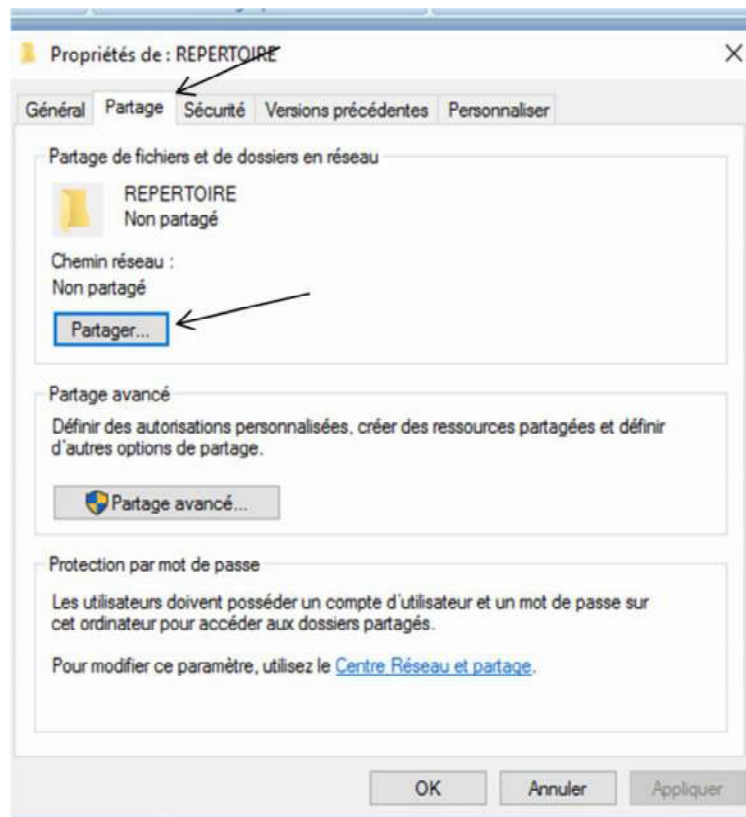 Propriétés de : REPERTOIRE
Général Partage Sécurité Versions précédentes Personnaliser
Partage de fichiers et de dossiers en réseau
REPERTOIRE
Non partagé
Chemin réseau :
Non partagé
Partager...
Partage avancé
Définir des autorisations personnalisées, créer des ressources partagées et définir
d'autres options de partage.
Partage avancé...
Protection par mot de passe
Les utilisateurs doivent posséder un compte d'utilisateur et un mot de passe sur
cet ordinateur pour accéder aux dossiers partagés.
Pour modifier ce paramètre, utilisez le Centre Réseau et partage.
OK Annuler Appliquer